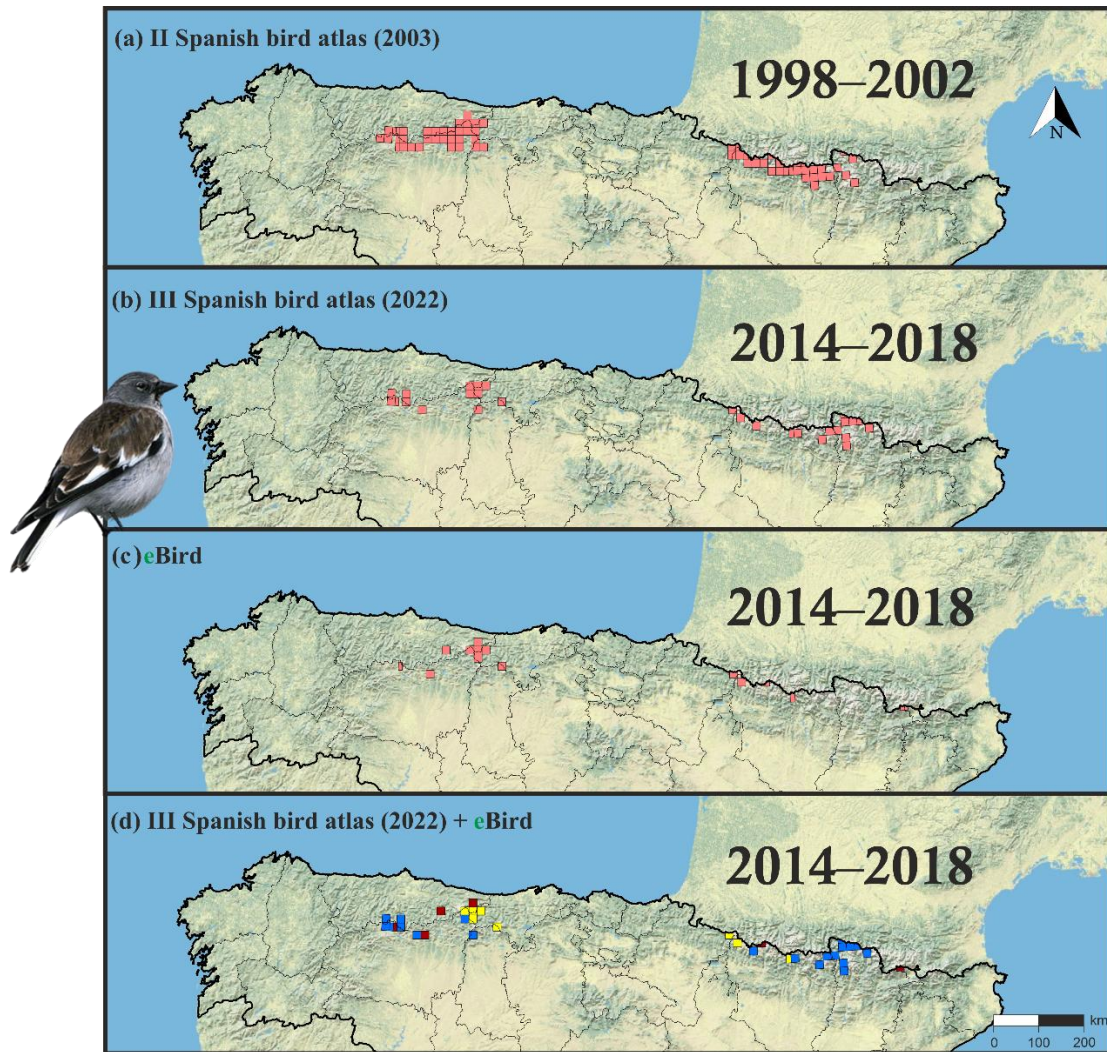 (a) II Spanish bird atlas (2003)
1998–2002
N
(b) III Spanish bird atlas (2022)
2014–2018
(c) eBird
2014–2018
(d) III Spanish bird atlas (2022) + eBird
2014–2018
km
0 100 200